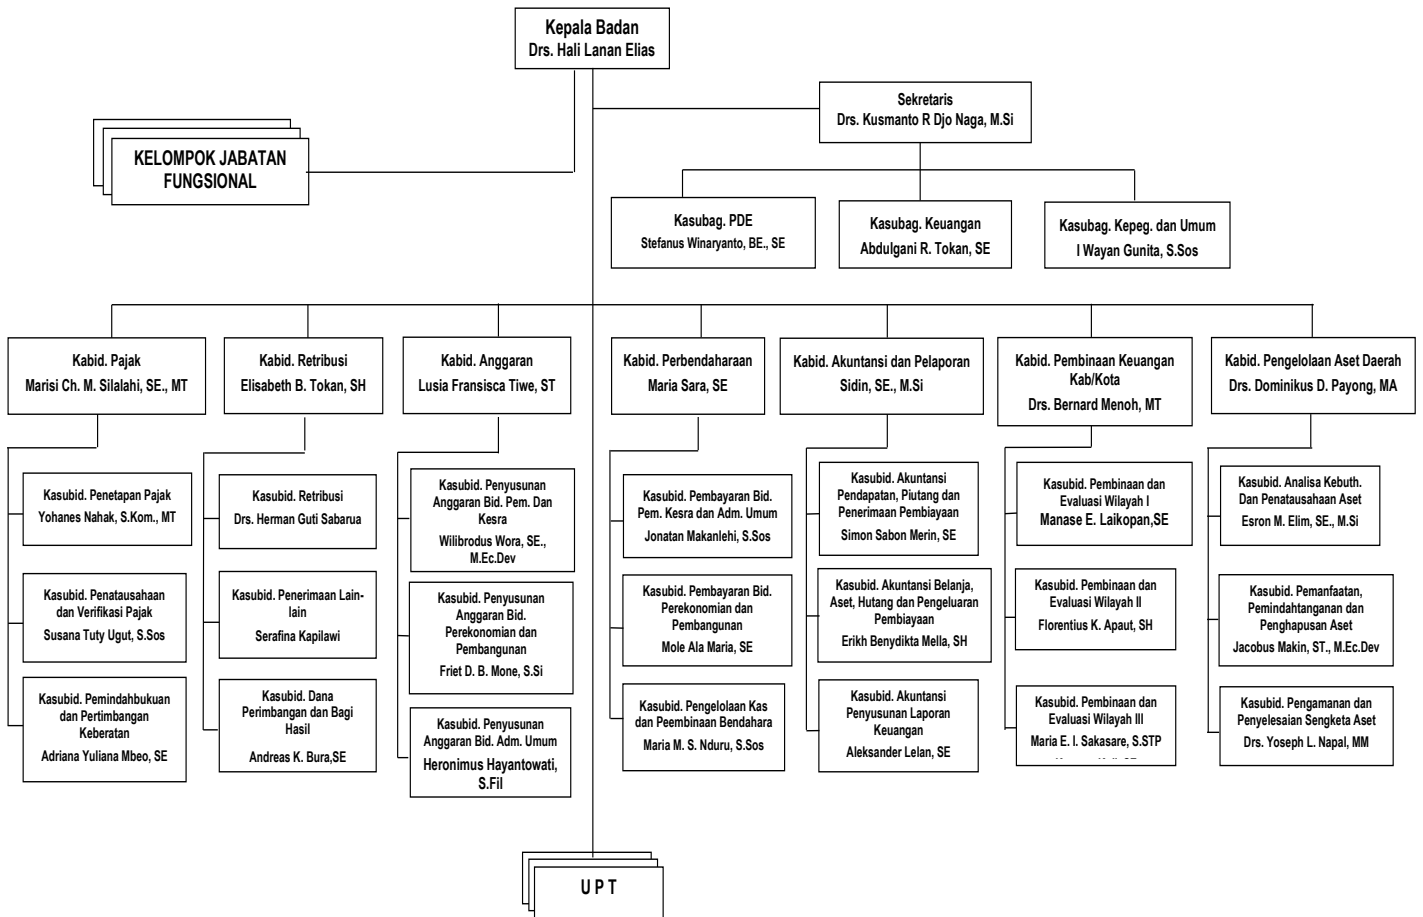 Kepala Badan
Drs. Hali Lanan Elias
Sekretaris
Drs. Kusmanto R Djo Naga, M.Si
KELOMPOK JABATAN
FUNGSIONAL
Kasubag. PDE
Stefanus Winaryanto, BE., SE
Kasubag. Keuangan
Abdulgani R. Tokan, SE
Kasubag. Kepeg. dan Umum
I Wayan Gunita, S.Sos
Kabid. Pajak
Marisi Ch. M. Silalahi, SE., MT
Kabid. Retribusi
Elisabeth B. Tokan, SH
Kabid. Anggaran
Lusia Fransisca Tiwe, ST
Kabid. Perbendaharaan
Maria Sara, SE
Kabid. Akuntansi dan Pelaporan
Sidin, SE., M.Si
Kabid. Pembinaan Keuangan
Kab/Kota
Drs. Bernard Menoh, MT
Kabid. Pengelolaan Aset Daerah
Drs. Dominikus D. Payong, MA
Kasubid. Penetapan Pajak
Yohanes Nahak, S.Kom., MT
Kasubid. Penatausahaan
dan Verifikasi Pajak
Susana Tuty Ugut, S.Sos
Kasubid. Pemindahbukuan
dan Pertimbangan
Keberatan
Adriana Yuliana Mbeo, SE
Kasubid. Retribusi
Drs. Herman Guti Sabarua
Kasubid. Penerimaan Lain-
lain
Serafina Kapilawi
Kasubid. Dana
Perimbangan dan Bagi
Hasil
Andreas K. Bura,SE
Kasubid. Penyusunan
Anggaran Bid. Pem. Dan
Kesra
Wilibrodus Wora, SE.,
M.Ec.Dev
Kasubid. Penyusunan
Anggaran Bid.
Perekonomian dan
Pembangunan
Friet D. B. Mone, S.Si
Kasubid. Penyusunan
Anggaran Bid. Adm. Umum
Heronimus Hayantowati,
S.Fil
Kasubid. Pembayaran Bid.
Pem. Kesra dan Adm. Umum
Jonatan Makanlehi, S.Sos
Kasubid. Pembayaran Bid.
Perekonomian dan
Pembangunan
Mole Ala Maria, SE
Kasubid. Pengelolaan Kas
dan Peembinaan Bendahara
Maria M. S. Nduru, S.Sos
Kasubid. Akuntansi
Pendapatan, Piutang dan
Penerimaan Pembiayaan
Simon Sabon Merin, SE
Kasubid. Akuntansi Belanja,
Aset, Hutang dan Pengeluaran
Pembiayaan
Erikh Benydikta Mella, SH
Kasubid. Akuntansi
Penyusunan Laporan
Keuangan
Aleksander Lelan, SE
Kasubid. Pembinaan dan
Evaluasi Wilayah I
Manase E. Laikopan,SE
Kasubid. Pembinaan dan
Evaluasi Wilayah II
Florentius K. Apaut, SH
Kasubid. Pembinaan dan
Evaluasi Wilayah III
Maria E. I. Sakasare, S.STP
Kasubid. Analisa Kebuth.
Dan Penatausahaan Aset
Esron M. Elim, SE., M.Si
Kasubid. Pemanfaatan,
Pemindahtanganan dan
Penghapusan Aset
Jacobus Makin, ST., M.Ec.Dev
Kasubid. Pengamanan dan
Penyelesaian Sengketa Aset
Drs. Yoseph L. Napal, MM
U P T